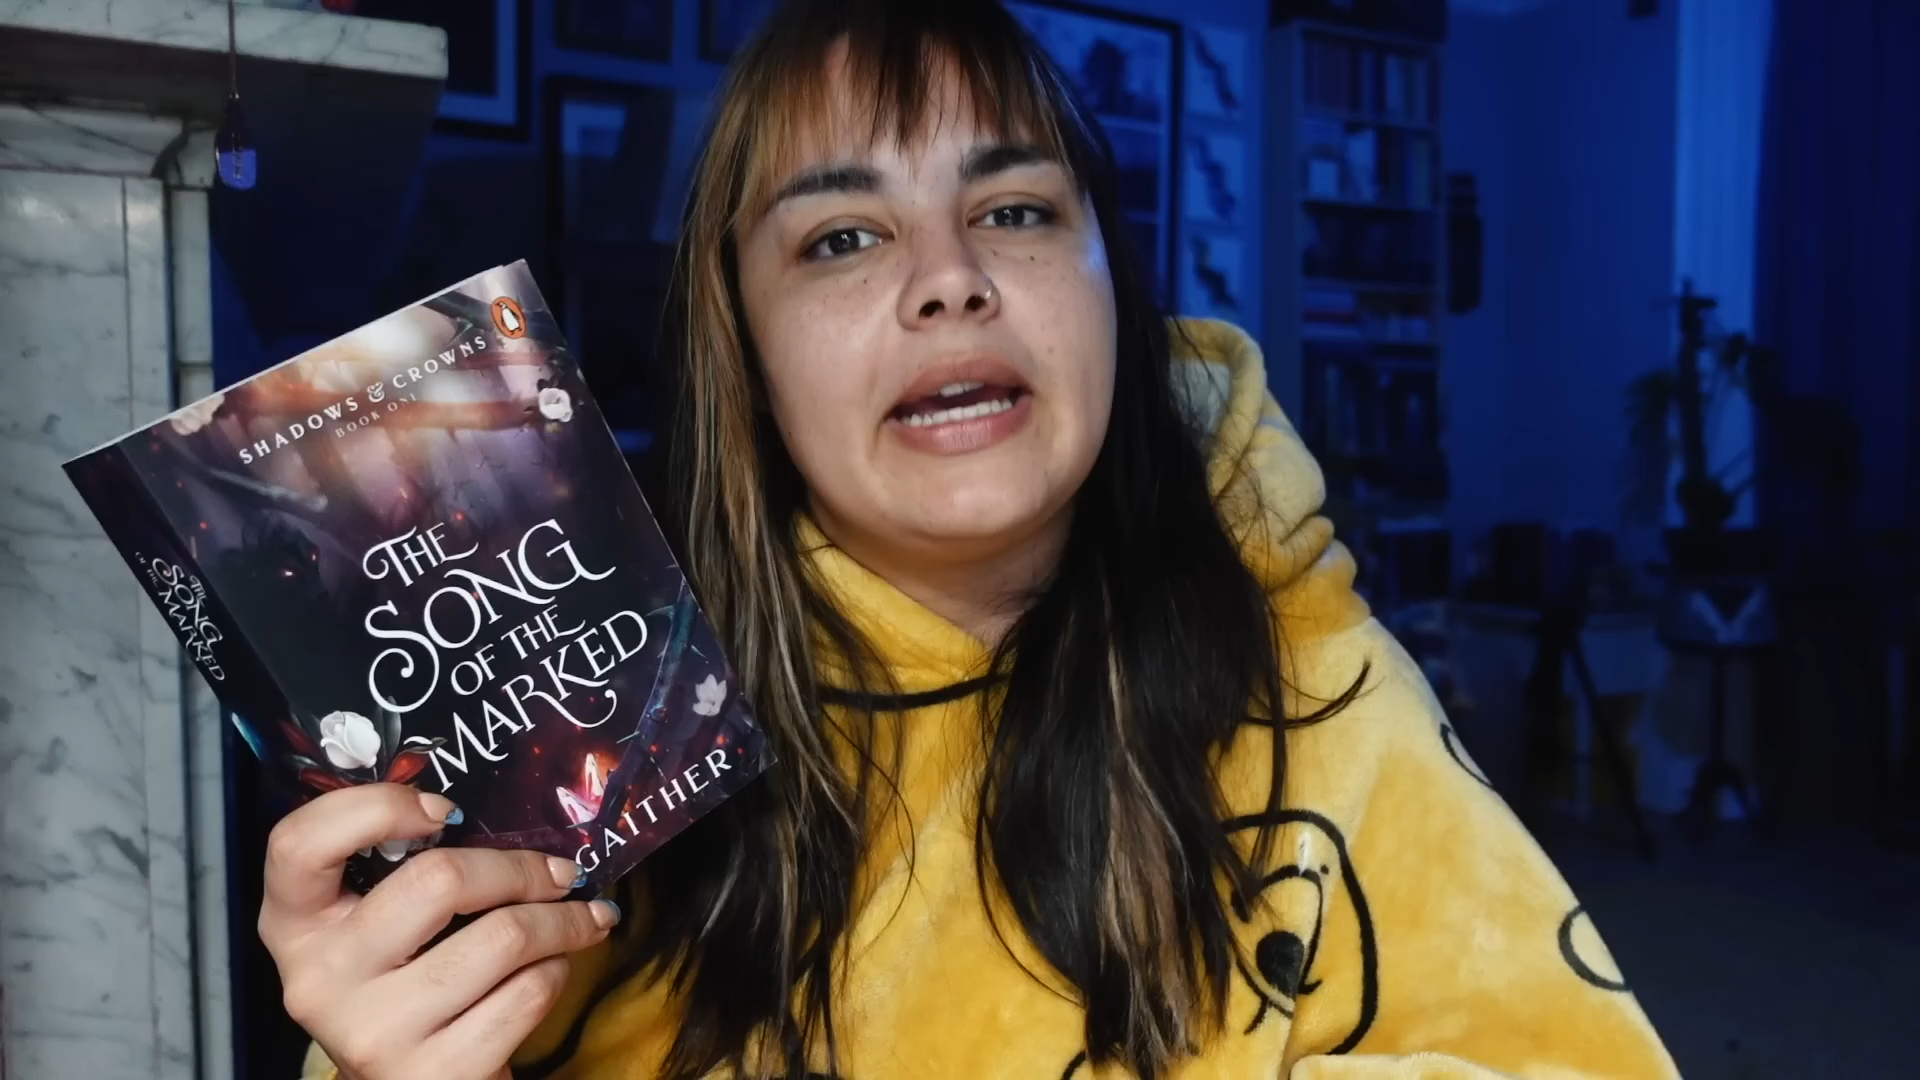 SHADOWS & CROWNS
BOOK ONE
THE
SONG
OF THE
MARKED
GAITHER
THE
SONG
OF THE
MARKED